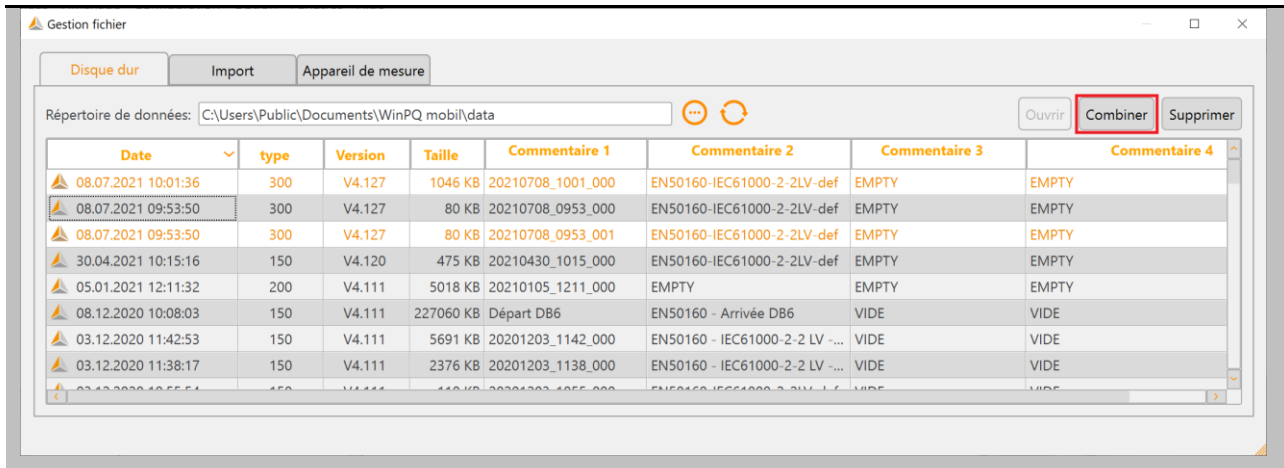 Gestion fichier
Disque dur Import Appareil de mesure
Répertoire de données: C:\Users\Public\Documents\WinPQ mobil\data Ouvrir Combiner Supprimer
Date type Version Taille Commentaire 1 Commentaire 2 Commentaire 3 Commentaire 4
08.07.2021 10:01:36 300 V4.127 1046 KB 20210708_1001_000 EN50160-IEC61000-2-2LV-def EMPTY EMPTY
08.07.2021 09:53:50 300 V4.127 80 KB 20210708_0953_000 EN50160-IEC61000-2-2LV-def EMPTY EMPTY
08.07.2021 09:53:50 300 V4.127 80 KB 20210708_0953_001 EN50160-IEC61000-2-2LV-def EMPTY EMPTY
30.04.2021 10:15:16 150 V4.120 475 KB 20210430_1015_000 EN50160-IEC61000-2-2LV-def EMPTY EMPTY
05.01.2021 12:11:32 200 V4.111 5018 KB 20210105_1211_000 EMPTY EMPTY EMPTY
08.12.2020 10:08:03 150 V4.111 227060 KB Départ DB6 EN50160 - Arrivée DB6 VIDE VIDE
03.12.2020 11:42:53 150 V4.111 5691 KB 20201203_1142_000 EN50160 - IEC61000-2-2 LV -... VIDE VIDE
03.12.2020 11:38:17 150 V4.111 2376 KB 20201203_1138_000 EN50160 - IEC61000-2-2 LV -... VIDE VIDE